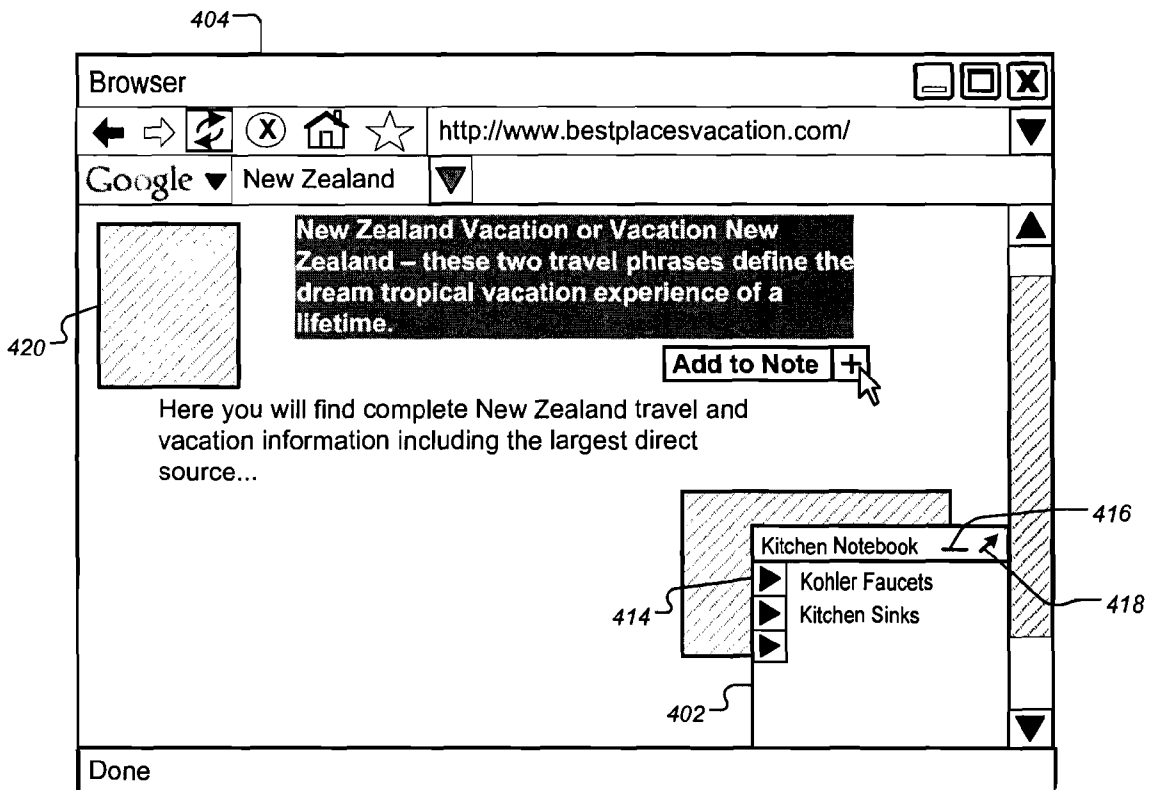 404
Browser
X
X
http://www.bestplacesvacation.com/
Google
New Zealand
New Zealand Vacation or Vacation New
Zealand – these two travel phrases define the
dream tropical vacation experience of a
lifetime.
420
Add to Note +
Here you will find complete New Zealand travel and
vacation information including the largest direct
source...
416
Kitchen Notebook
Kohler Faucets
418
414
Kitchen Sinks
402
Done